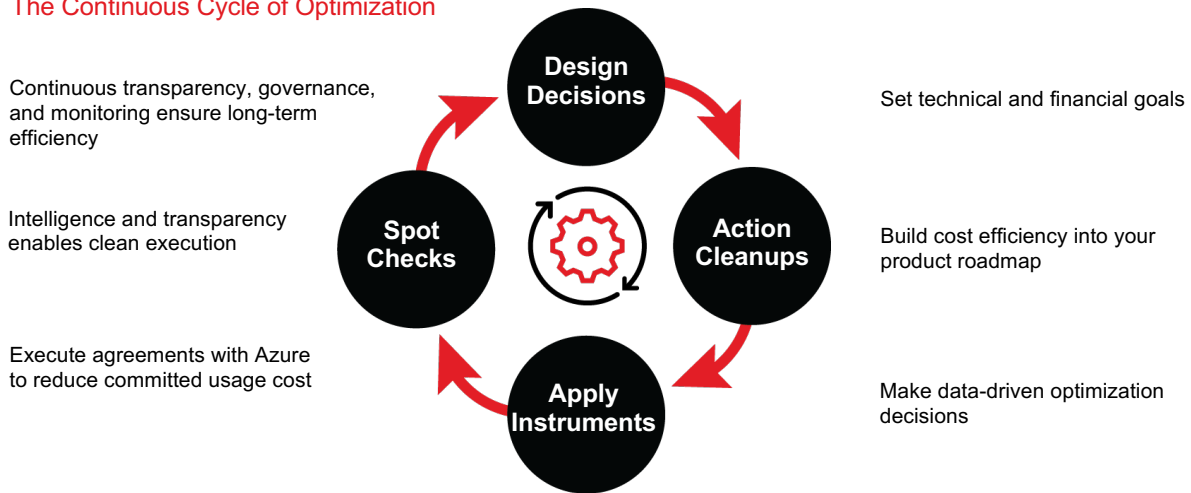 The Continuous Cycle of Optimization
Continuous transparency, governance,
and monitoring ensure long-term
efficiency
Intelligence and transparency
enables clean execution
Execute agreements with Azure
to reduce committed usage cost
Design
Decisions
Spot
Checks
Action
Cleanups
Apply
Instruments
Set technical and financial goals
Build cost efficiency into your
product roadmap
Make data-driven optimization
decisions